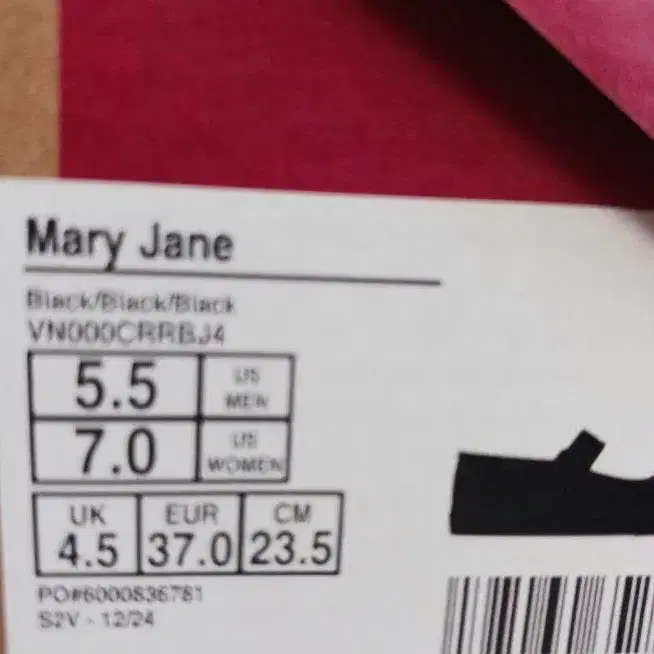 Mary Jane
Black/Black/Black
VN000CRRBJ4
5.5 US MEN
7.0 US WOMEN
UK EUR CM
4.5 37.0 23.5
PO#6000836781
S2V - 12/24